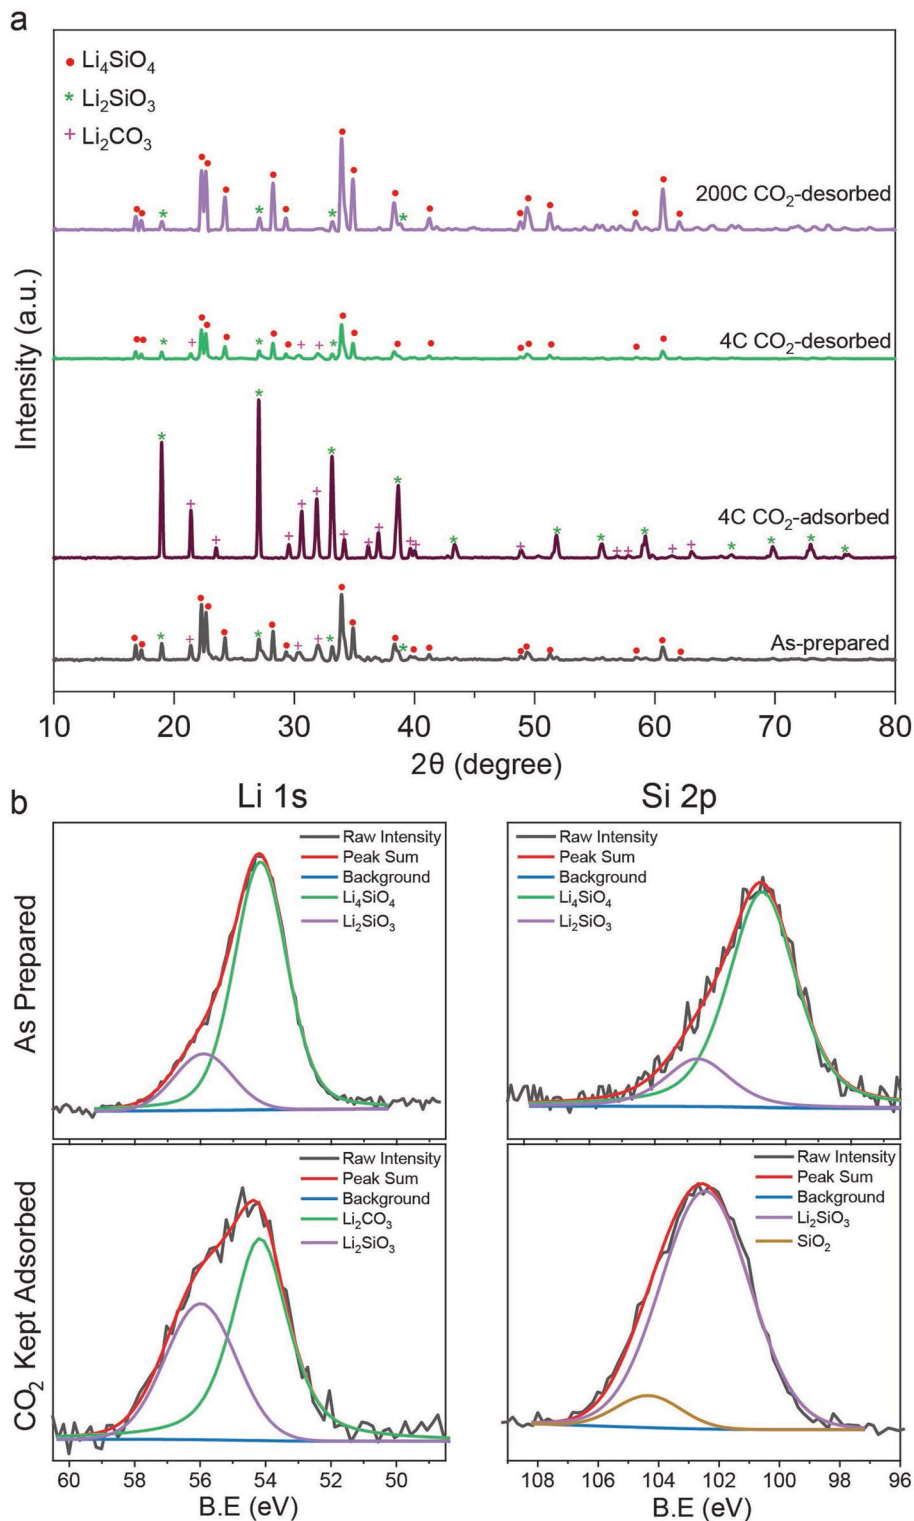 a
Li₄SiO₄
Li₂SiO₃
Li₂CO₃
200C CO₂-desorbed
4C CO₂-desorbed
4C CO₂-adsorbed
As-prepared
Intensity (a.u.)
10 20 30 40 50 60 70 80
2θ (degree)
b
Li 1s
Si 2p
As Prepared
Raw Intensity
Peak Sum
Background
Li₄SiO₄
Li₂SiO₃
Raw Intensity
Peak Sum
Background
Li₄SiO₄
Li₂SiO₃
CO₂ Kept Adsorbed
Raw Intensity
Peak Sum
Background
Li₂CO₃
Li₂SiO₃
Raw Intensity
Peak Sum
Background
Li₂SiO₃
SiO₂
60 58 56 54 52 50
B.E (eV)
108 106 104 102 100 98 96
B.E (eV)